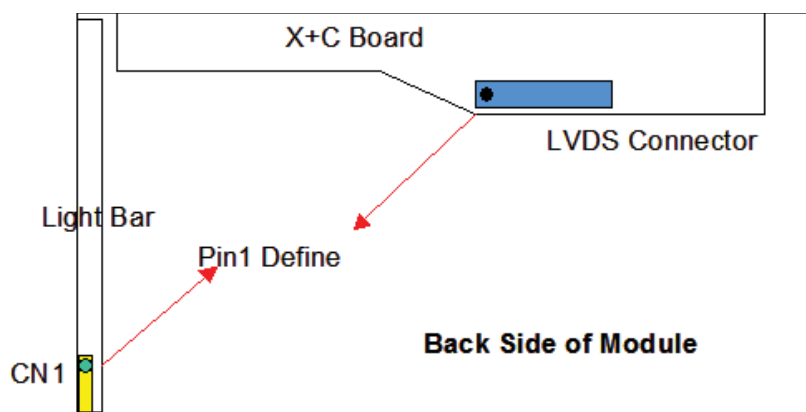 X+C Board
LVDS Connector
Light Bar
Pin1 Define
Back Side of Module
CN1